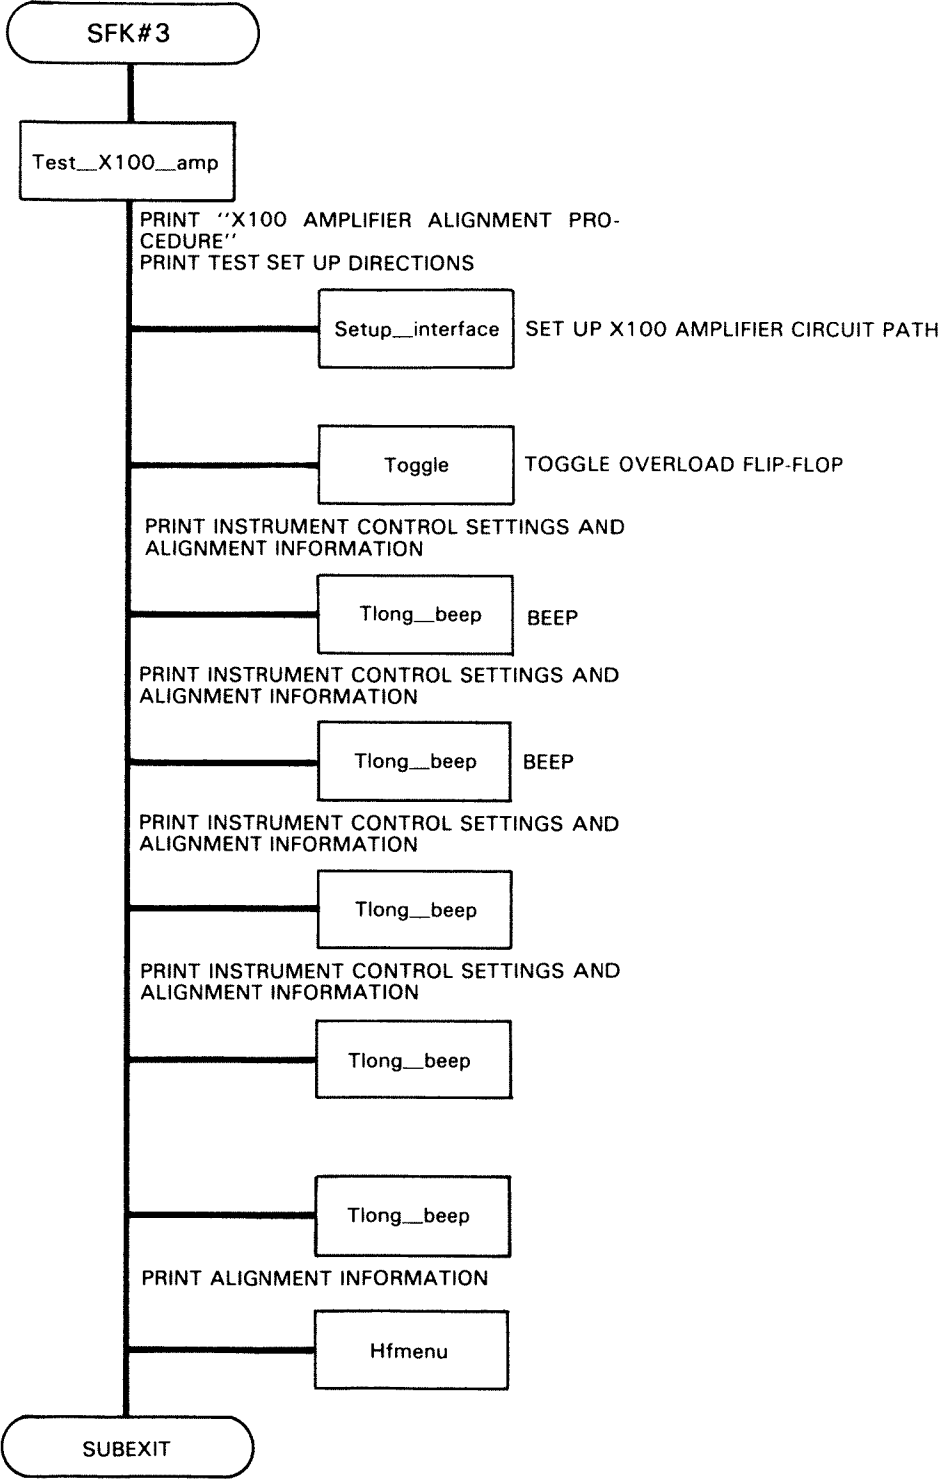 SFK#3
Test__X100__amp
PRINT ''X100 AMPLIFIER ALIGNMENT PRO-
CEDURE''
PRINT TEST SET UP DIRECTIONS
Setup__interface
SET UP X100 AMPLIFIER CIRCUIT PATH
Toggle
TOGGLE OVERLOAD FLIP-FLOP
PRINT INSTRUMENT CONTROL SETTINGS AND
ALIGNMENT INFORMATION
Tlong__beep
BEEP
PRINT INSTRUMENT CONTROL SETTINGS AND
ALIGNMENT INFORMATION
Tlong__beep
BEEP
PRINT INSTRUMENT CONTROL SETTINGS AND
ALIGNMENT INFORMATION
Tlong__beep
PRINT INSTRUMENT CONTROL SETTINGS AND
ALIGNMENT INFORMATION
Tlong__beep
Tlong__beep
PRINT ALIGNMENT INFORMATION
Hfmenu
SUBEXIT